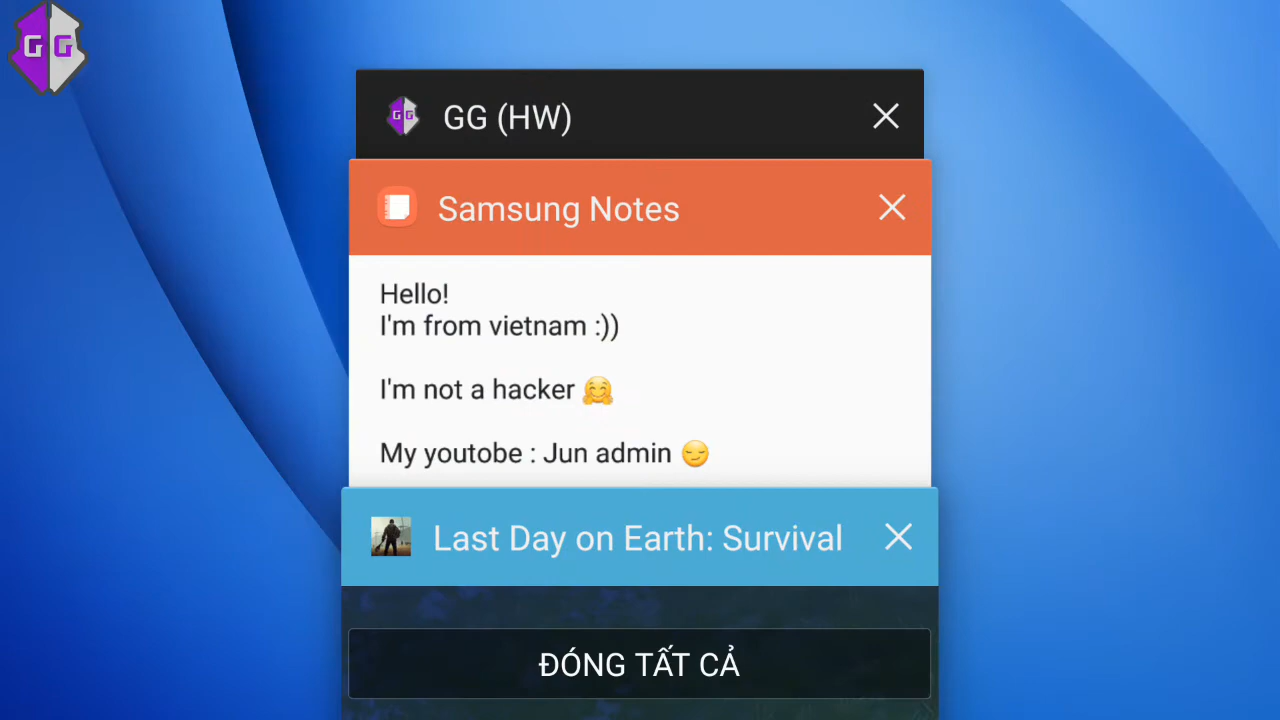 GG
GG GG (HW)
Samsung Notes
Hello!
I'm from vietnam :))
I'm not a hacker 🤗
My youtobe : Jun admin 😏
Last Day on Earth: Survival
ĐÓNG TẤT CẢ